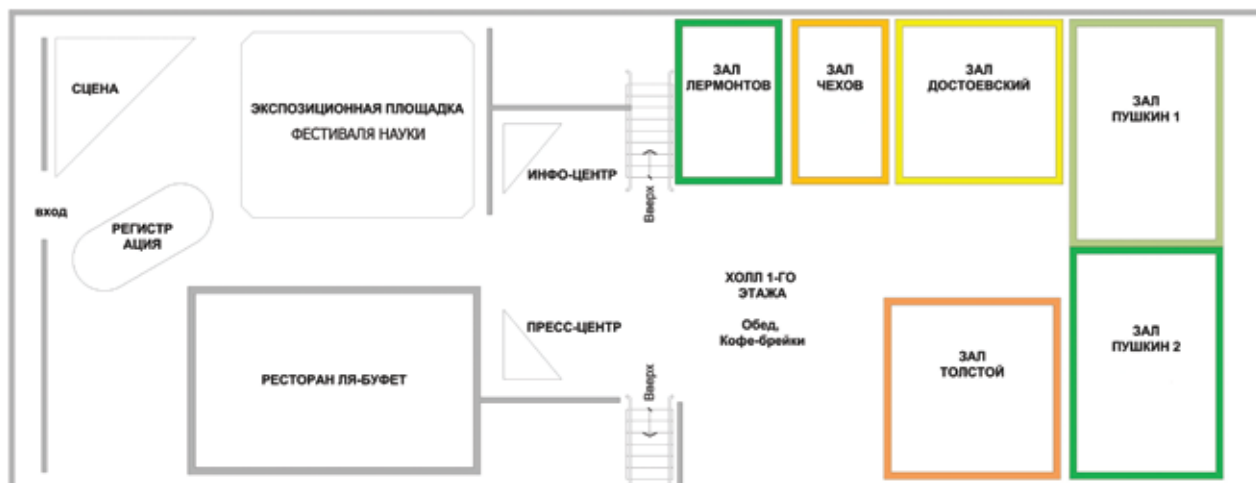 СЦЕНА
ЭКСПОЗИЦИОННАЯ ПЛОЩАДКА
ФЕСТИВАЛЯ НАУКИ
ИНФО-ЦЕНТР
Вверх
ЗАЛ
ЛЕРМОНТОВ
ЗАЛ
ЧЕХОВ
ЗАЛ
ДОСТОЕВСКИЙ
ЗАЛ
ПУШКИН 1
вход
РЕГИСТР
АЦИЯ
РЕСТОРАН ЛЯ-БУФЕТ
ПРЕСС-ЦЕНТР
Вверх
ХОЛЛ 1-ГО
ЭТАЖА
Обед,
Кофе-брейки
ЗАЛ
ТОЛСТОЙ
ЗАЛ
ПУШКИН 2